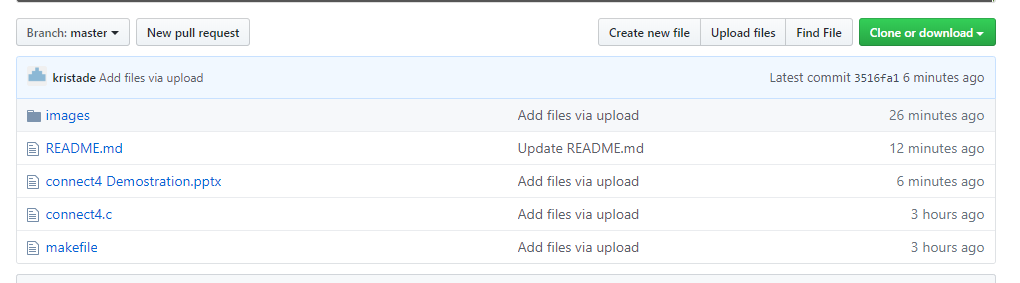 Branch: master New pull request Create new file Upload files Find File Clone or download
kristade Add files via upload Latest commit 3516fa1 6 minutes ago
images Add files via upload 26 minutes ago
README.md Update README.md 12 minutes ago
connect4 Demostration.pptx Add files via upload 6 minutes ago
connect4.c Add files via upload 3 hours ago
makefile Add files via upload 3 hours ago